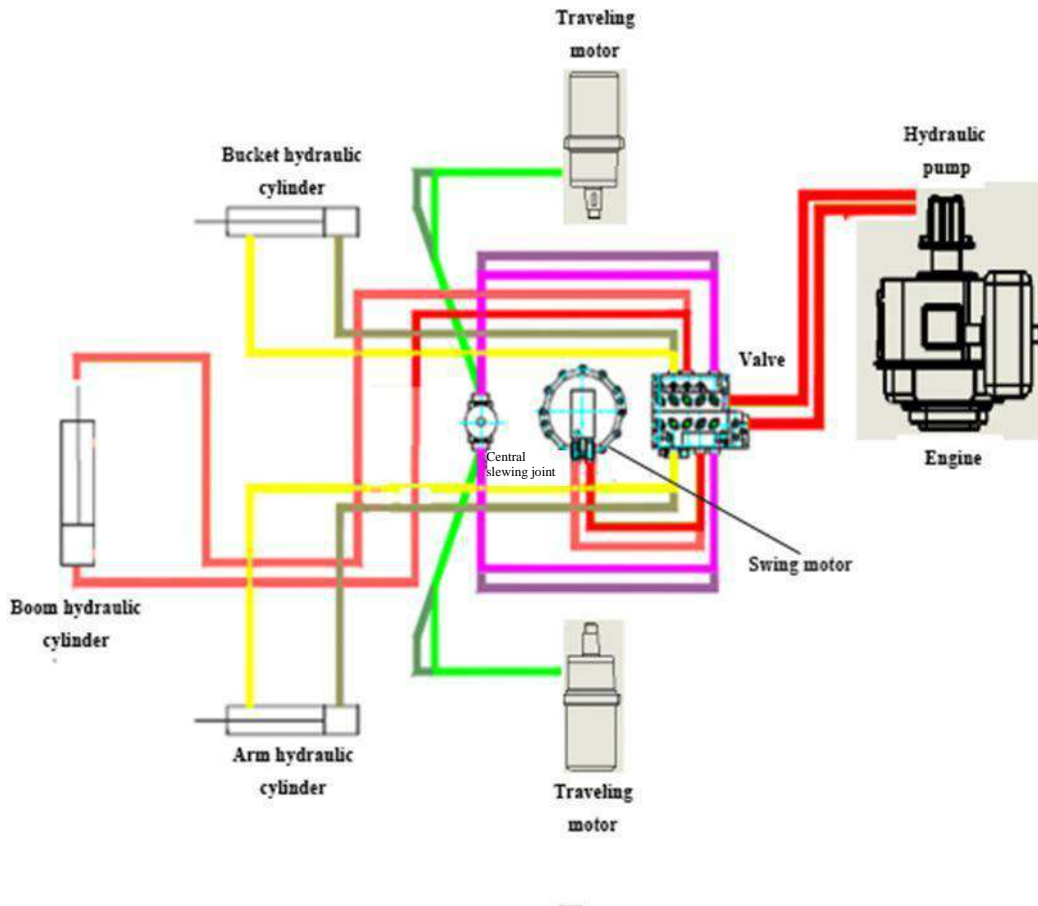 Traveling
motor
Hydraulic
pump
Bucket hydraulic
cylinder
Valve
Central
slewing joint
Engine
Swing motor
Boom hydraulic
cylinder
Arm hydraulic
cylinder
Traveling
motor